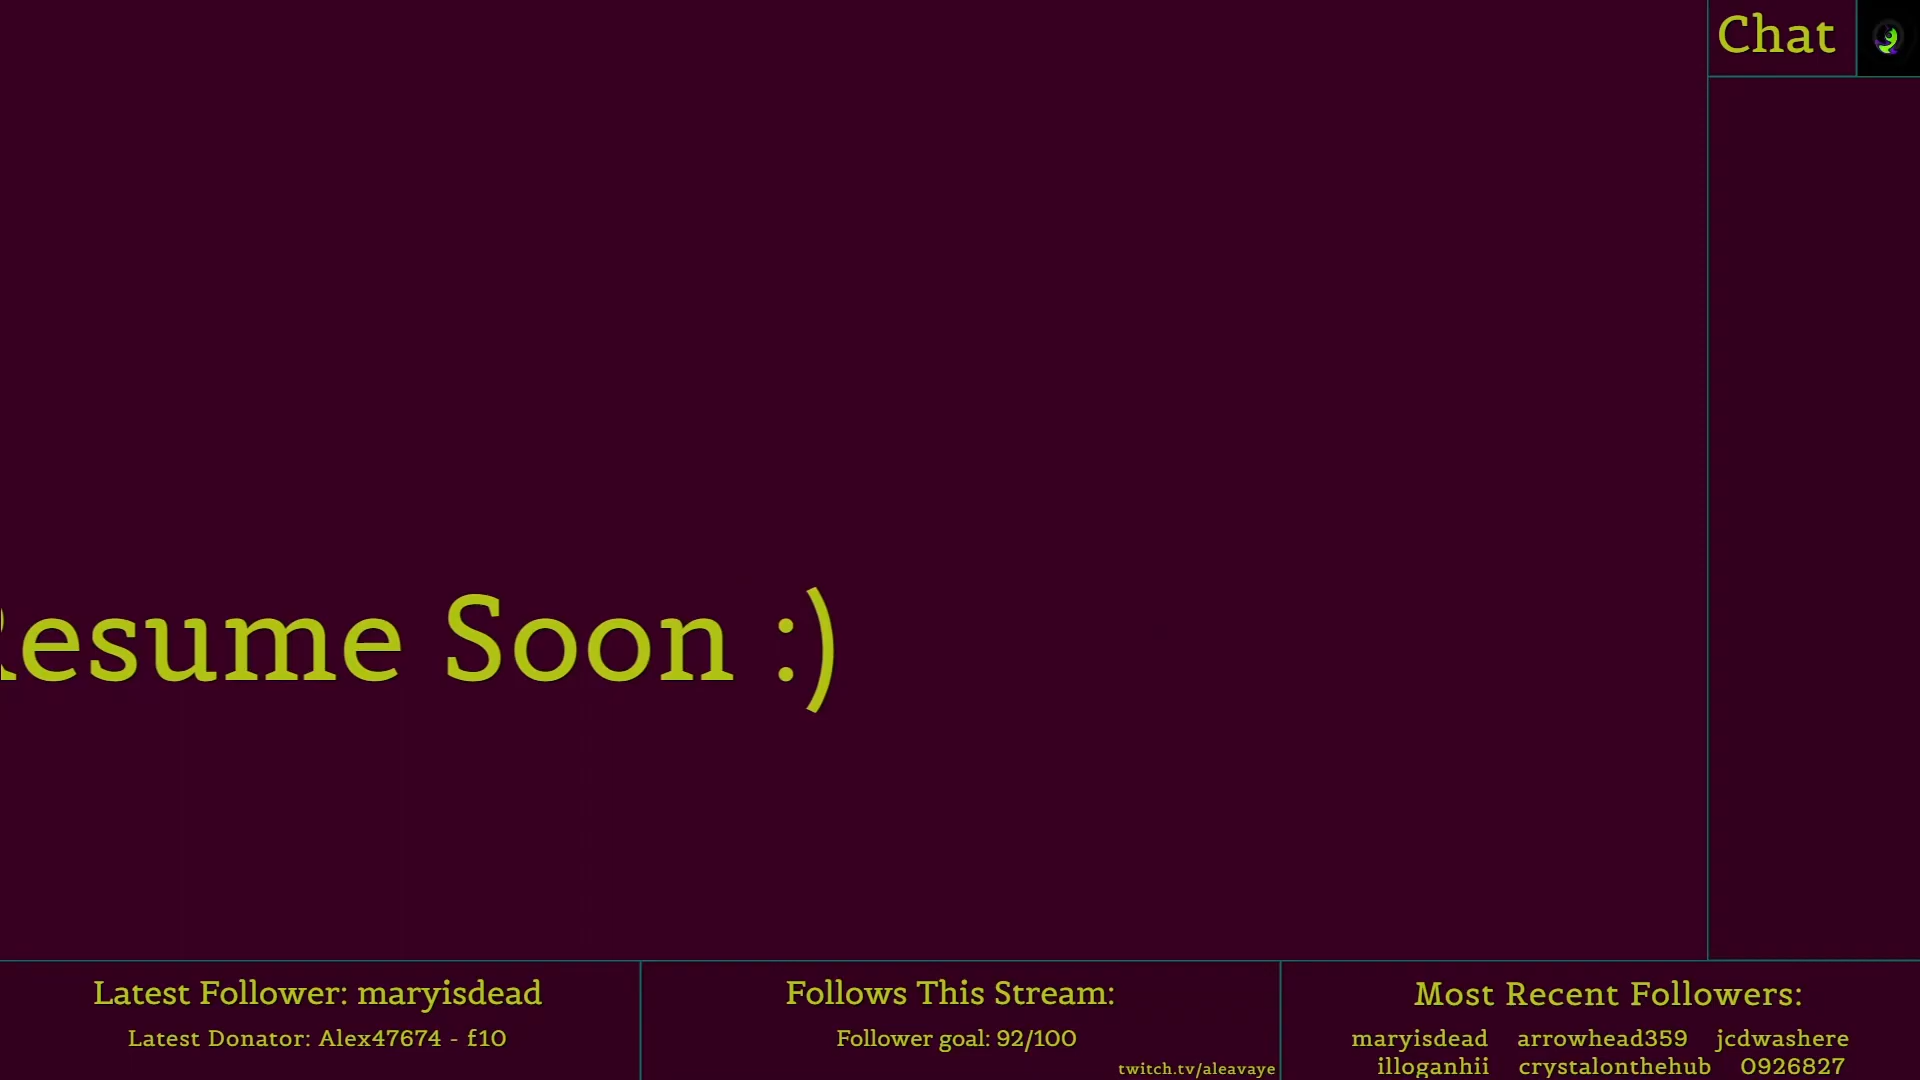 Chat
Resume Soon :)
Latest Follower: maryisdead
Latest Donator: Alex47674 - £10
Follows This Stream:
Follower goal: 92/100
twitch.tv/aleavaye
Most Recent Followers:
maryisdead arrowhead359 jcdwashere
illoganhii crystalonthehub 0926827